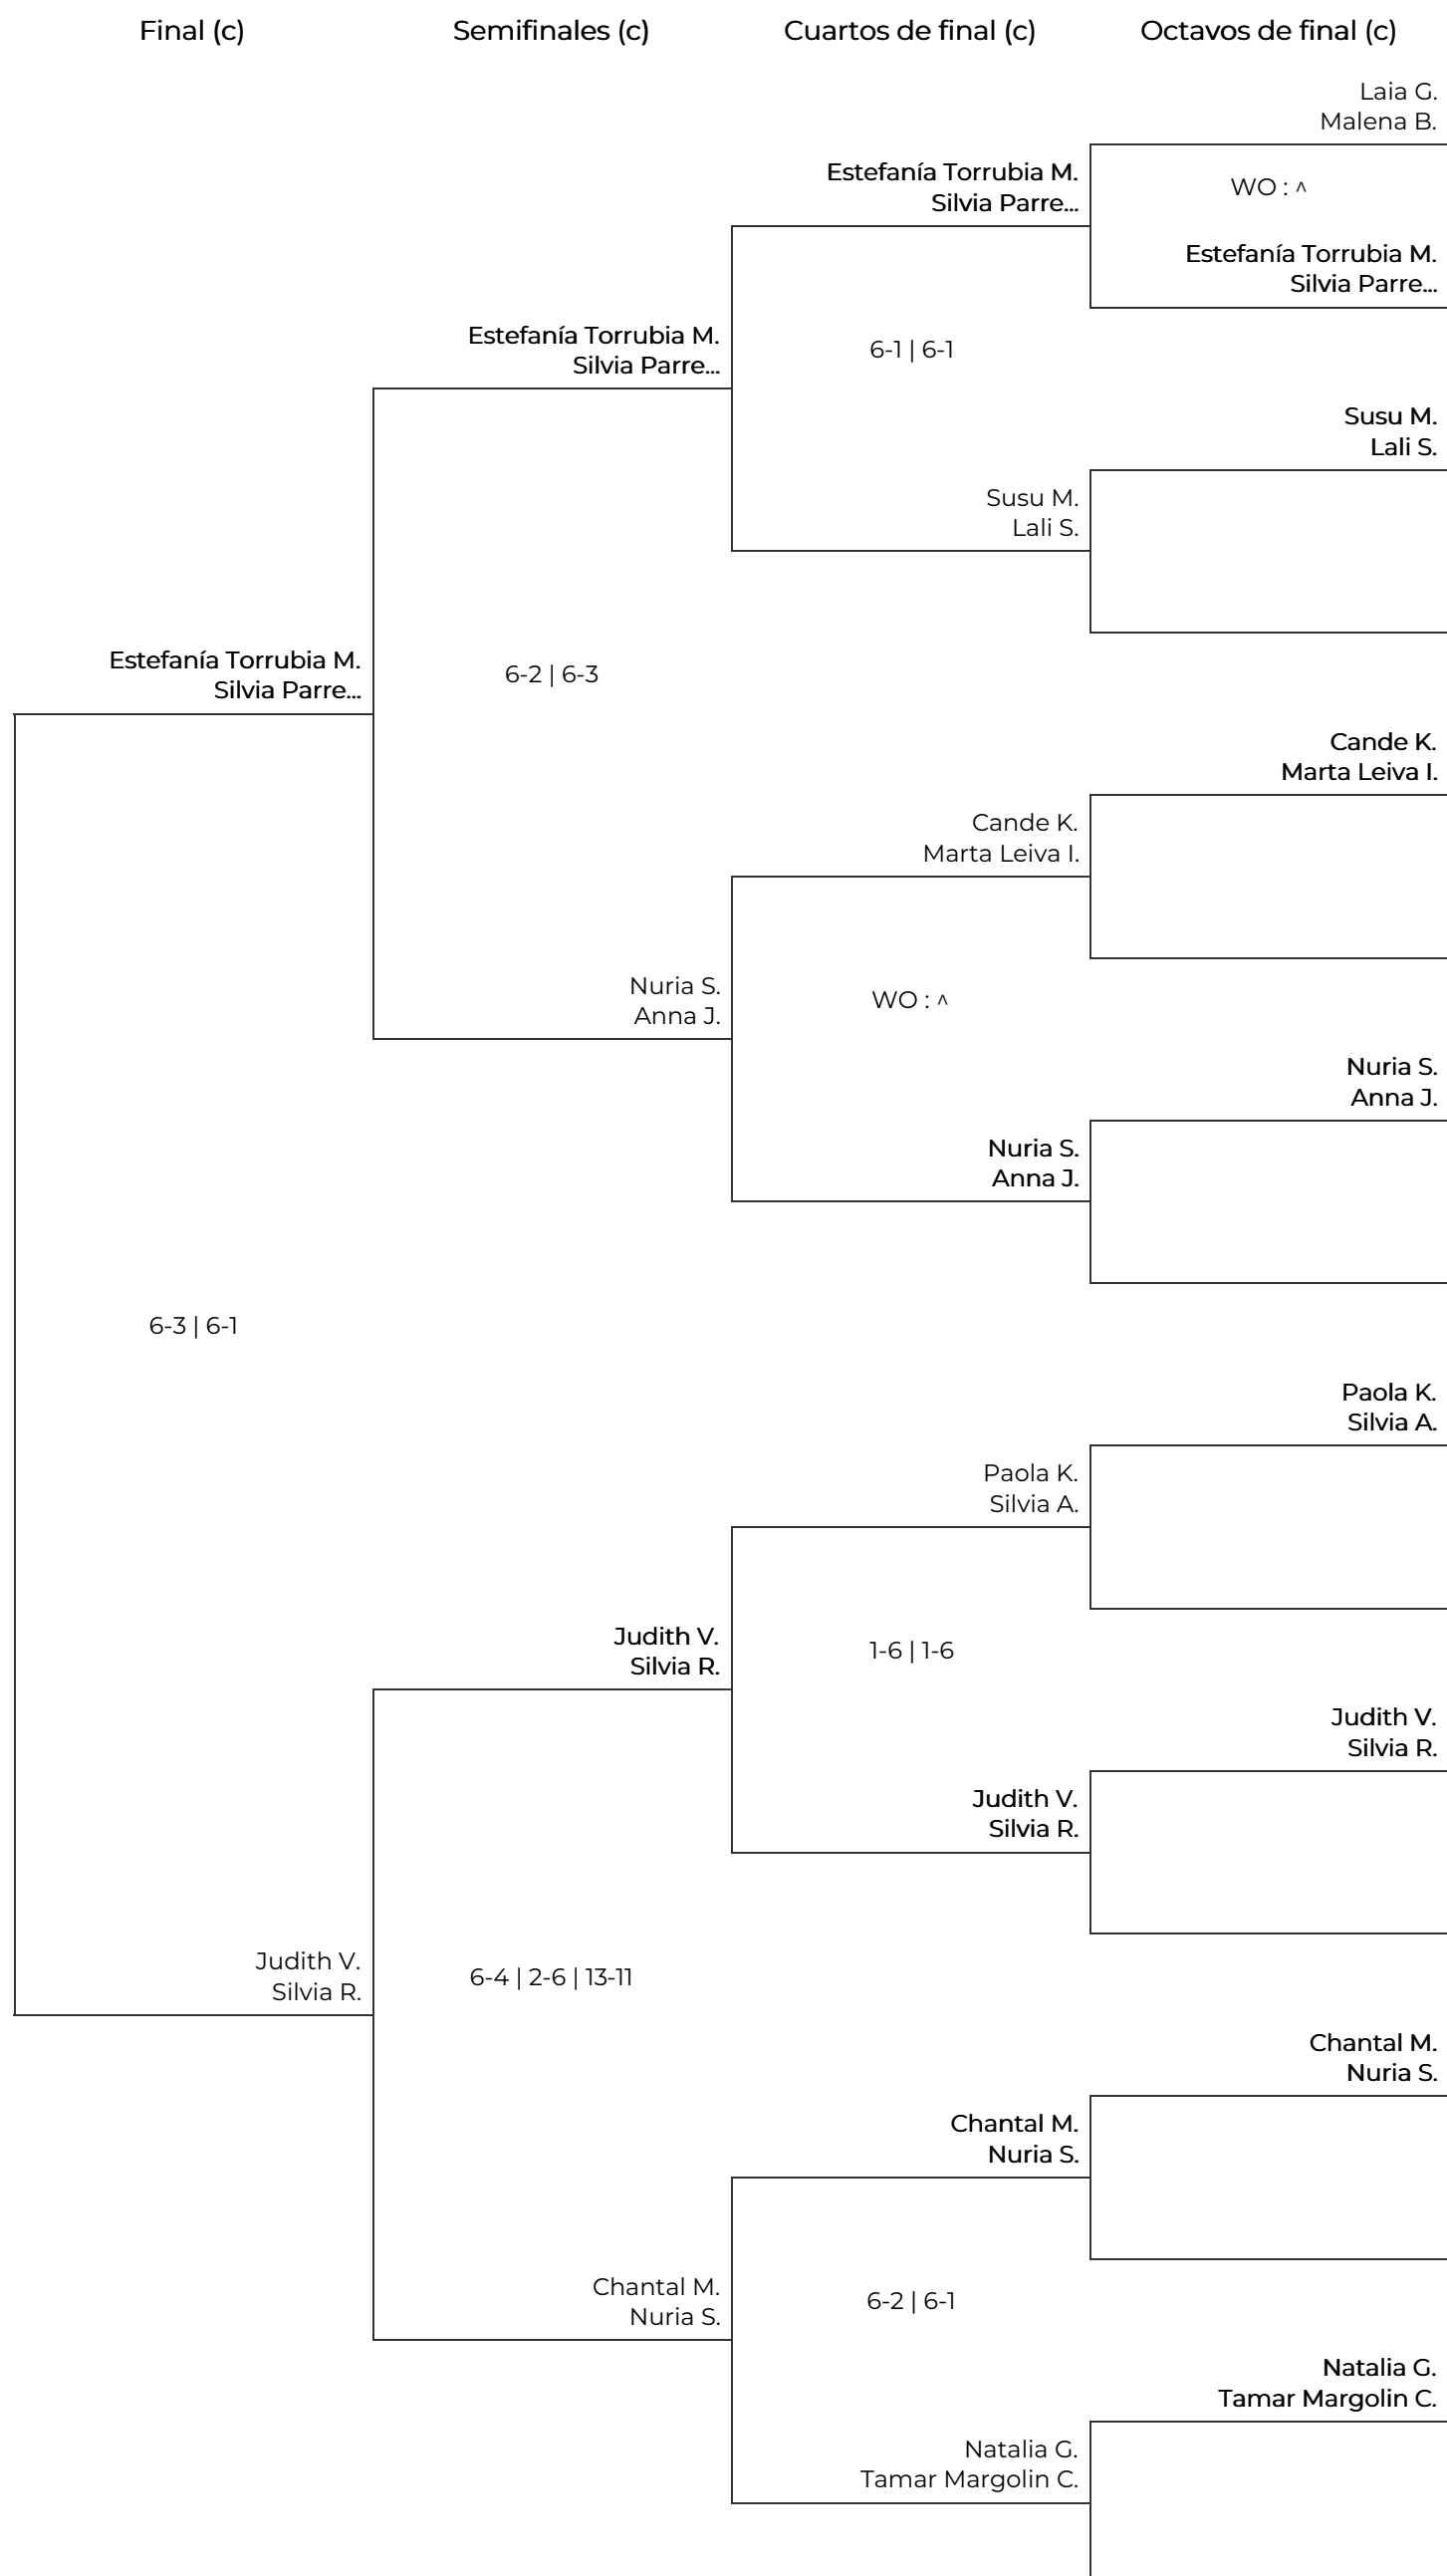 Final (c)
Semifinales (c)
Cuartos de final (c)
Octavos de final (c)
Laia G.
Malena B.
Estefanía Torrubia M.
Silvia Parre...
WO : ^
Estefanía Torrubia M.
Silvia Parre...
Estefanía Torrubia M.
Silvia Parre...
6-1 | 6-1
Susu M.
Lali S.
Susu M.
Lali S.
Estefanía Torrubia M.
Silvia Parre...
6-2 | 6-3
Cande K.
Marta Leiva I.
Cande K.
Marta Leiva I.
Nuria S.
Anna J.
WO : ^
Nuria S.
Anna J.
Nuria S.
Anna J.
6-3 | 6-1
Paola K.
Silvia A.
Paola K.
Silvia A.
Judith V.
Silvia R.
1-6 | 1-6
Judith V.
Silvia R.
Judith V.
Silvia R.
Judith V.
Silvia R.
6-4 | 2-6 | 13-11
Chantal M.
Nuria S.
Chantal M.
Nuria S.
Chantal M.
Nuria S.
6-2 | 6-1
Natalia G.
Tamar Margolin C.
Natalia G.
Tamar Margolin C.